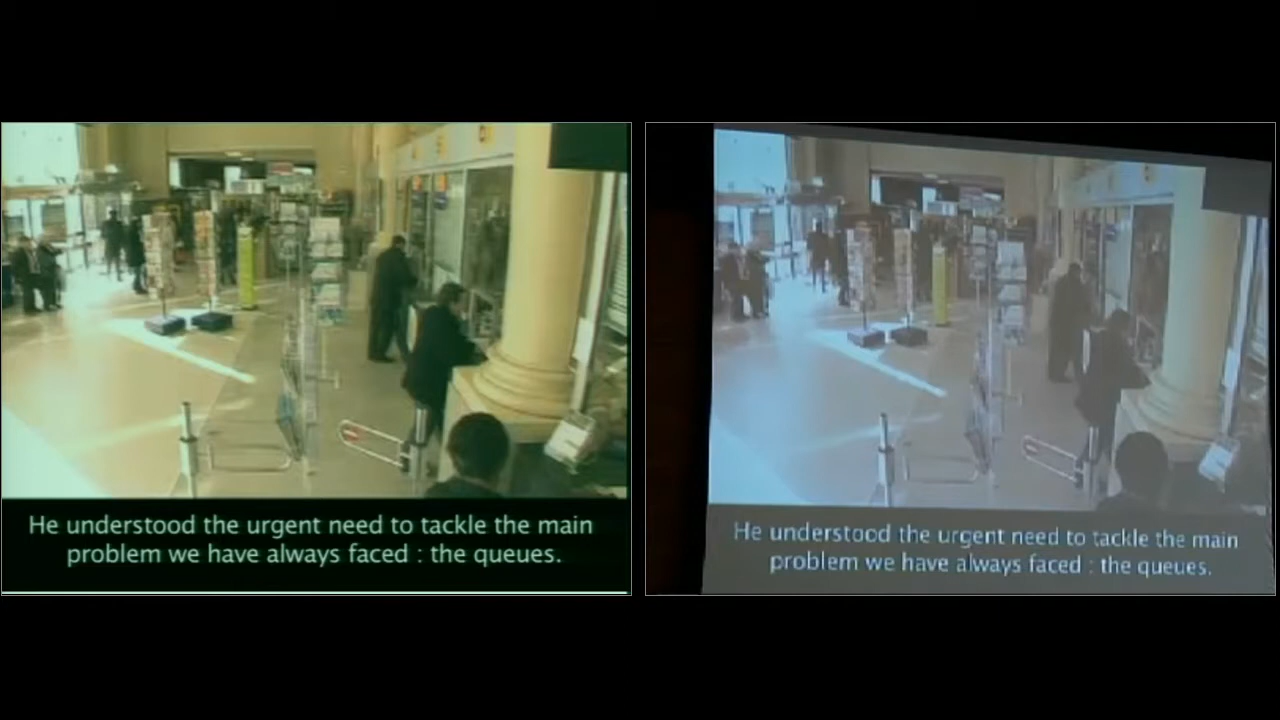 He understood the urgent need to tackle the main
problem we have always faced : the queues.
He understood the urgent need to tackle the main
problem we have always faced : the queues.